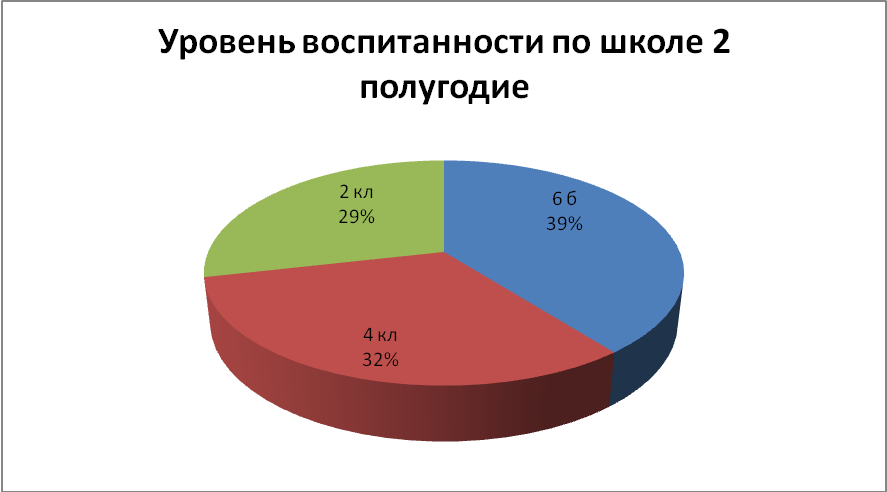 Уровень воспитанности по школе 2
полугодие
2 кл
29%
6 б
39%
4 кл
32%